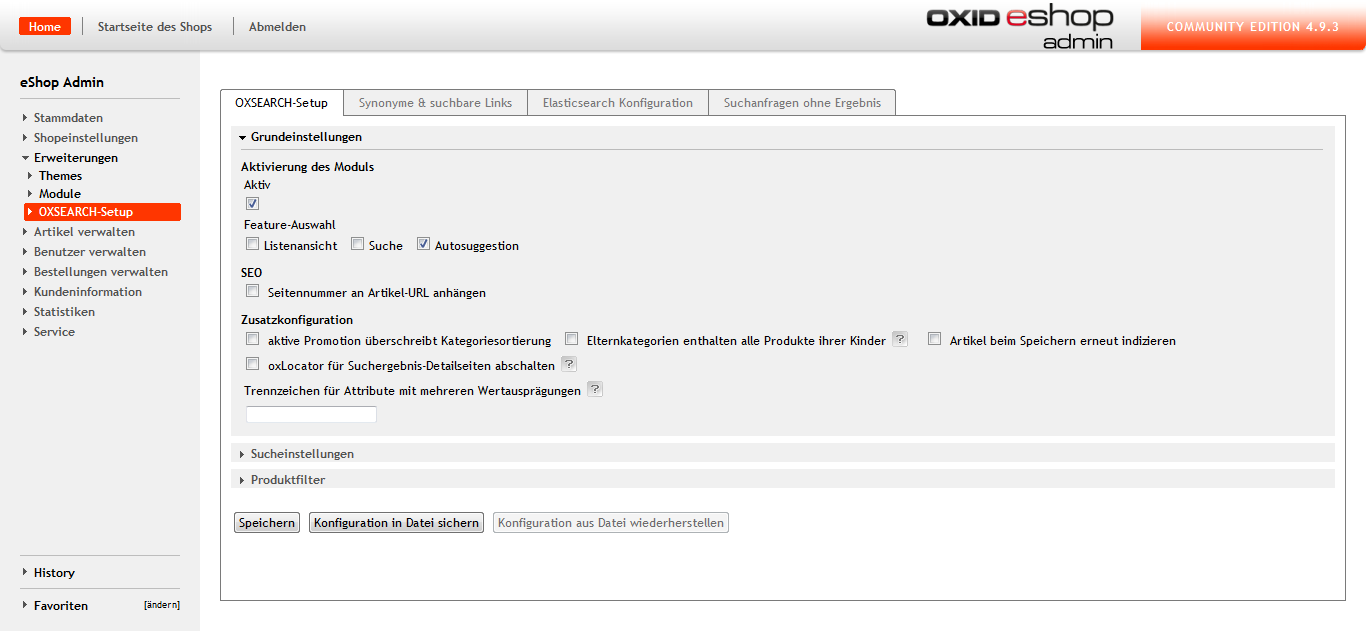 Home
Startseite des Shops
Abmelden
OXID eshop
admin
COMMUNITY EDITION 4.9.3
eShop Admin
Stammdaten
Shopeinstellungen
Erweiterungen
Themes
Module
OXSEARCH-Setup
Artikel verwalten
Benutzer verwalten
Bestellungen verwalten
Kundeninformation
Statistiken
Service
History
Favoriten [ändern]
OXSEARCH-Setup
Synonyme & suchbare Links
Elasticsearch Konfiguration
Suchanfragen ohne Ergebnis
Grundeinstellungen
Aktivierung des Moduls
Aktiv
Feature-Auswahl
Listenansicht Suche Autosuggestion
SEO
Seitennummer an Artikel-URL anhängen
Zusatzkonfiguration
aktive Promotion überschreibt Kategoriesortierung Elternkategorien enthalten alle Produkte ihrer Kinder ? Artikel beim Speichern erneut indizieren
oxLocator für Suchergebnis-Detailseiten abschalten ?
Trennzeichen für Attribute mit mehreren Wertausprägungen ?
Sucheinstellungen
Produktfilter
Speichern
Konfiguration in Datei sichern
Konfiguration aus Datei wiederherstellen